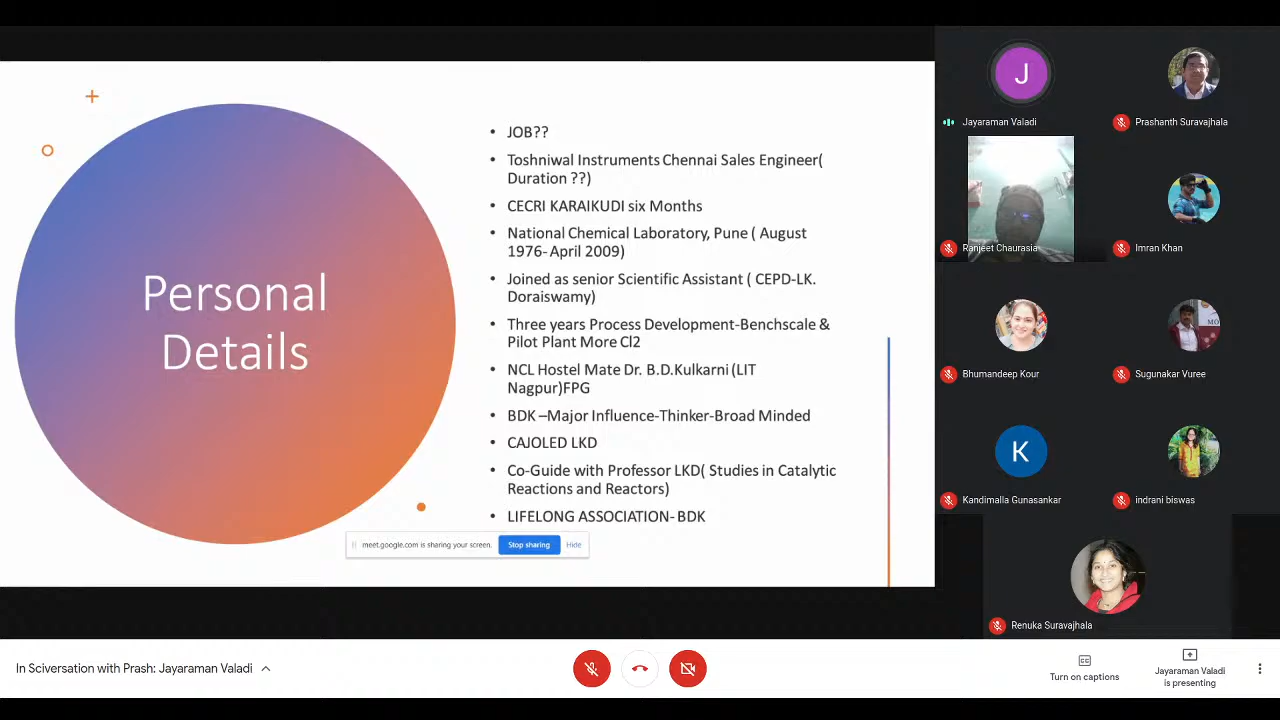 Personal
Details
• JOB??
• Toshniwal Instruments Chennai Sales Engineer(
Duration ??)
• CECRI KARAIKUDI six Months
• National Chemical Laboratory, Pune ( August
1976- April 2009)
• Joined as senior Scientific Assistant ( CEPD-LK.
Doraiswamy)
• Three years Process Development-Benchscale &
Pilot Plant More Cl2
• NCL Hostel Mate Dr. B.D.Kulkarni (LIT
Nagpur)FPG
• BDK –Major Influence-Thinker-Broad Minded
• CAJOLED LKD
• Co-Guide with Professor LKD( Studies in Catalytic
Reactions and Reactors)
• LIFELONG ASSOCIATION- BDK
meet.google.com is sharing your screen.
Stop sharing
Hide
J
Jayaraman Valadi
Prashanth Suravajhala
Ranjeet Chaurasia
Imran Khan
Bhumandeep Kour
Sugunakar Vuree
K
Kandimalla Gunasankar
indrani biswas
Renuka Suravajhala
In Sciversation with Prash: Jayaraman Valadi
Turn on captions
Jayaraman Valadi
is presenting